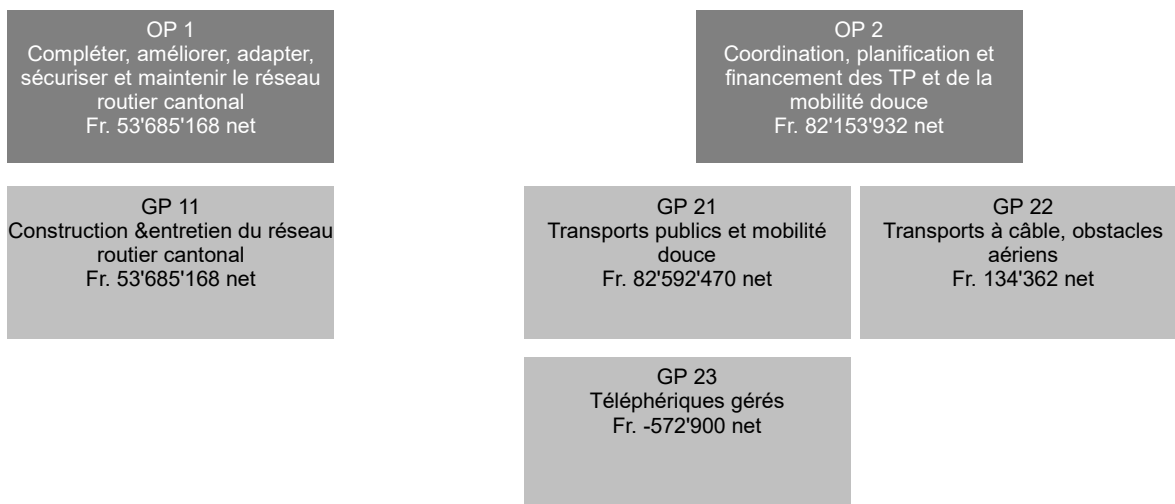 OP 1
Compléter, améliorer, adapter,
sécuriser et maintenir le réseau
routier cantonal
Fr. 53'685'168 net
OP 2
Coordination, planification et
financement des TP et de la
mobilité douce
Fr. 82'153'932 net
GP 11
Construction &entretien du réseau
routier cantonal
Fr. 53'685'168 net
GP 21
Transports publics et mobilité
douce
Fr. 82'592'470 net
GP 22
Transports à câble, obstacles
aériens
Fr. 134'362 net
GP 23
Téléphériques gérés
Fr. -572'900 net